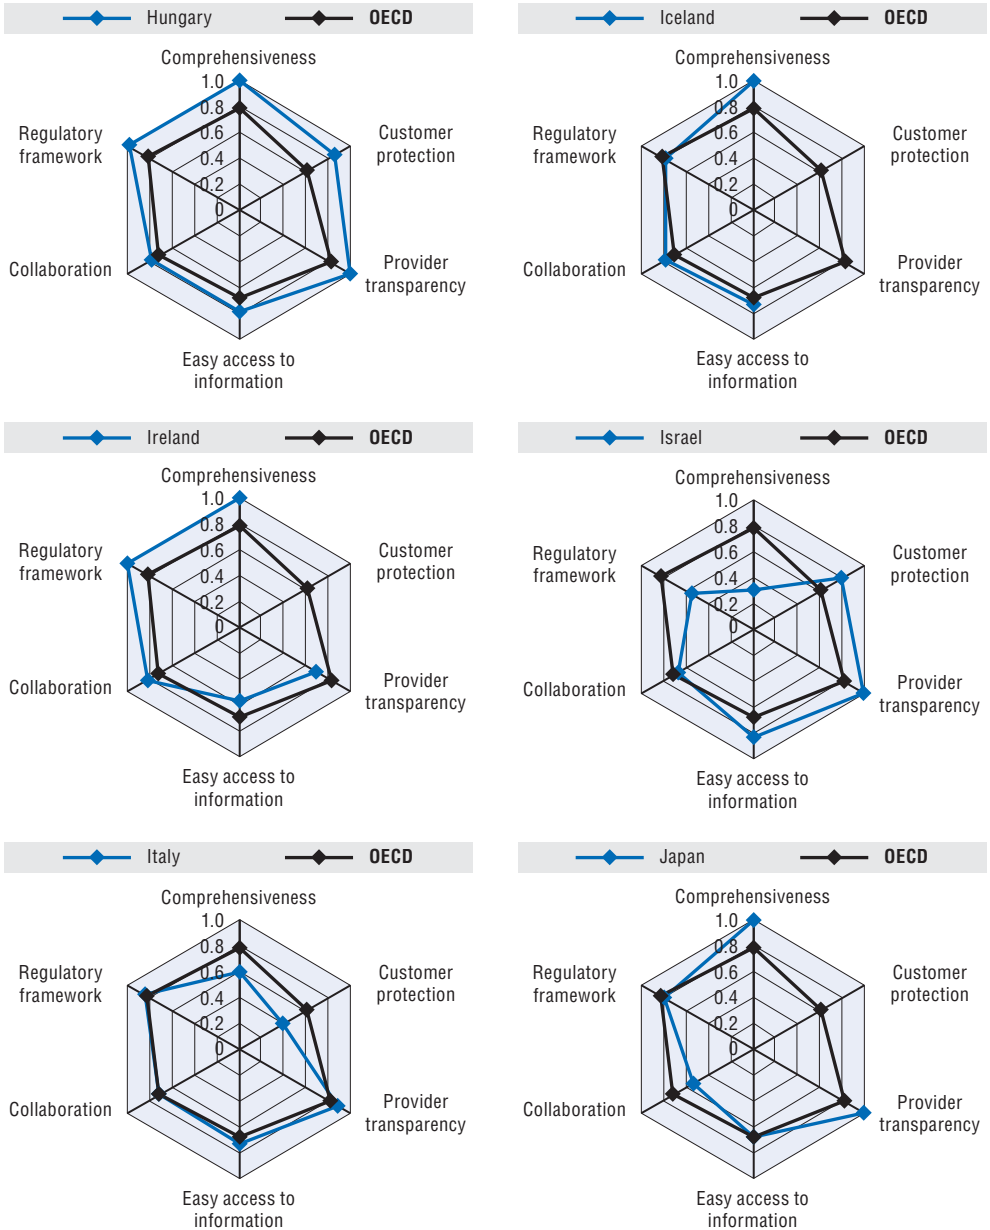 Hungary OECD
Comprehensiveness
1.0
0.8
0.6
0.4
0.2
0
Regulatory
framework
Customer
protection
Collaboration
Provider
transparency
Easy access to
information
Iceland OECD
Comprehensiveness
1.0
0.8
0.6
0.4
0.2
0
Regulatory
framework
Customer
protection
Collaboration
Provider
transparency
Easy access to
information
Ireland OECD
Comprehensiveness
1.0
0.8
0.6
0.4
0.2
0
Regulatory
framework
Customer
protection
Collaboration
Provider
transparency
Easy access to
information
Israel OECD
Comprehensiveness
1.0
0.8
0.6
0.4
0.2
0
Regulatory
framework
Customer
protection
Collaboration
Provider
transparency
Easy access to
information
Italy OECD
Comprehensiveness
1.0
0.8
0.6
0.4
0.2
0
Regulatory
framework
Customer
protection
Collaboration
Provider
transparency
Easy access to
information
Japan OECD
Comprehensiveness
1.0
0.8
0.6
0.4
0.2
0
Regulatory
framework
Customer
protection
Collaboration
Provider
transparency
Easy access to
information